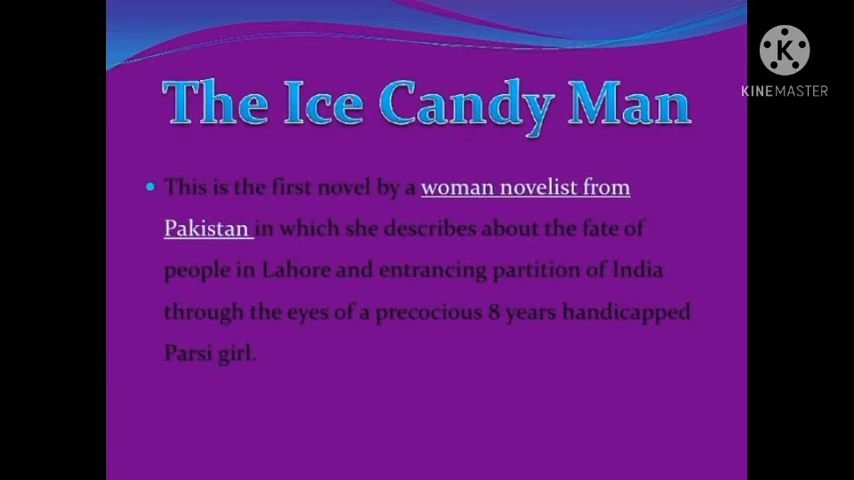 The Ice Candy Man
KINEMASTER
• This is the first novel by a woman novelist from
Pakistan in which she describes about the fate of
people in Lahore and entrancing partition of India
through the eyes of a precocious 8 years handicapped
Parsi girl.